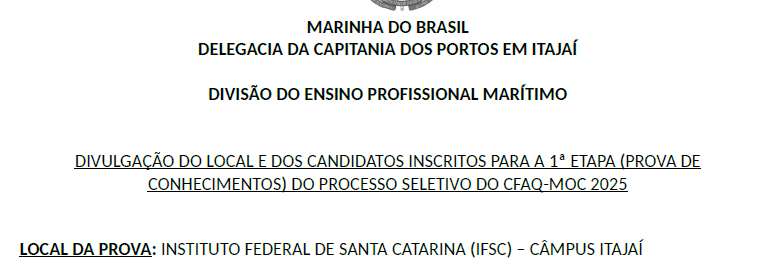 MARINHA DO BRASIL
DELEGACIA DA CAPITANIA DOS PORTOS EM ITAJAÍ
DIVISÃO DO ENSINO PROFISSIONAL MARÍTIMO
DIVULGAÇÃO DO LOCAL E DOS CANDIDATOS INSCRITOS PARA A 1ª ETAPA (PROVA DE
CONHECIMENTOS) DO PROCESSO SELETIVO DO CFAQ-MOC 2025
LOCAL DA PROVA: INSTITUTO FEDERAL DE SANTA CATARINA (IFSC) – CÂMPUS ITAJAÍ